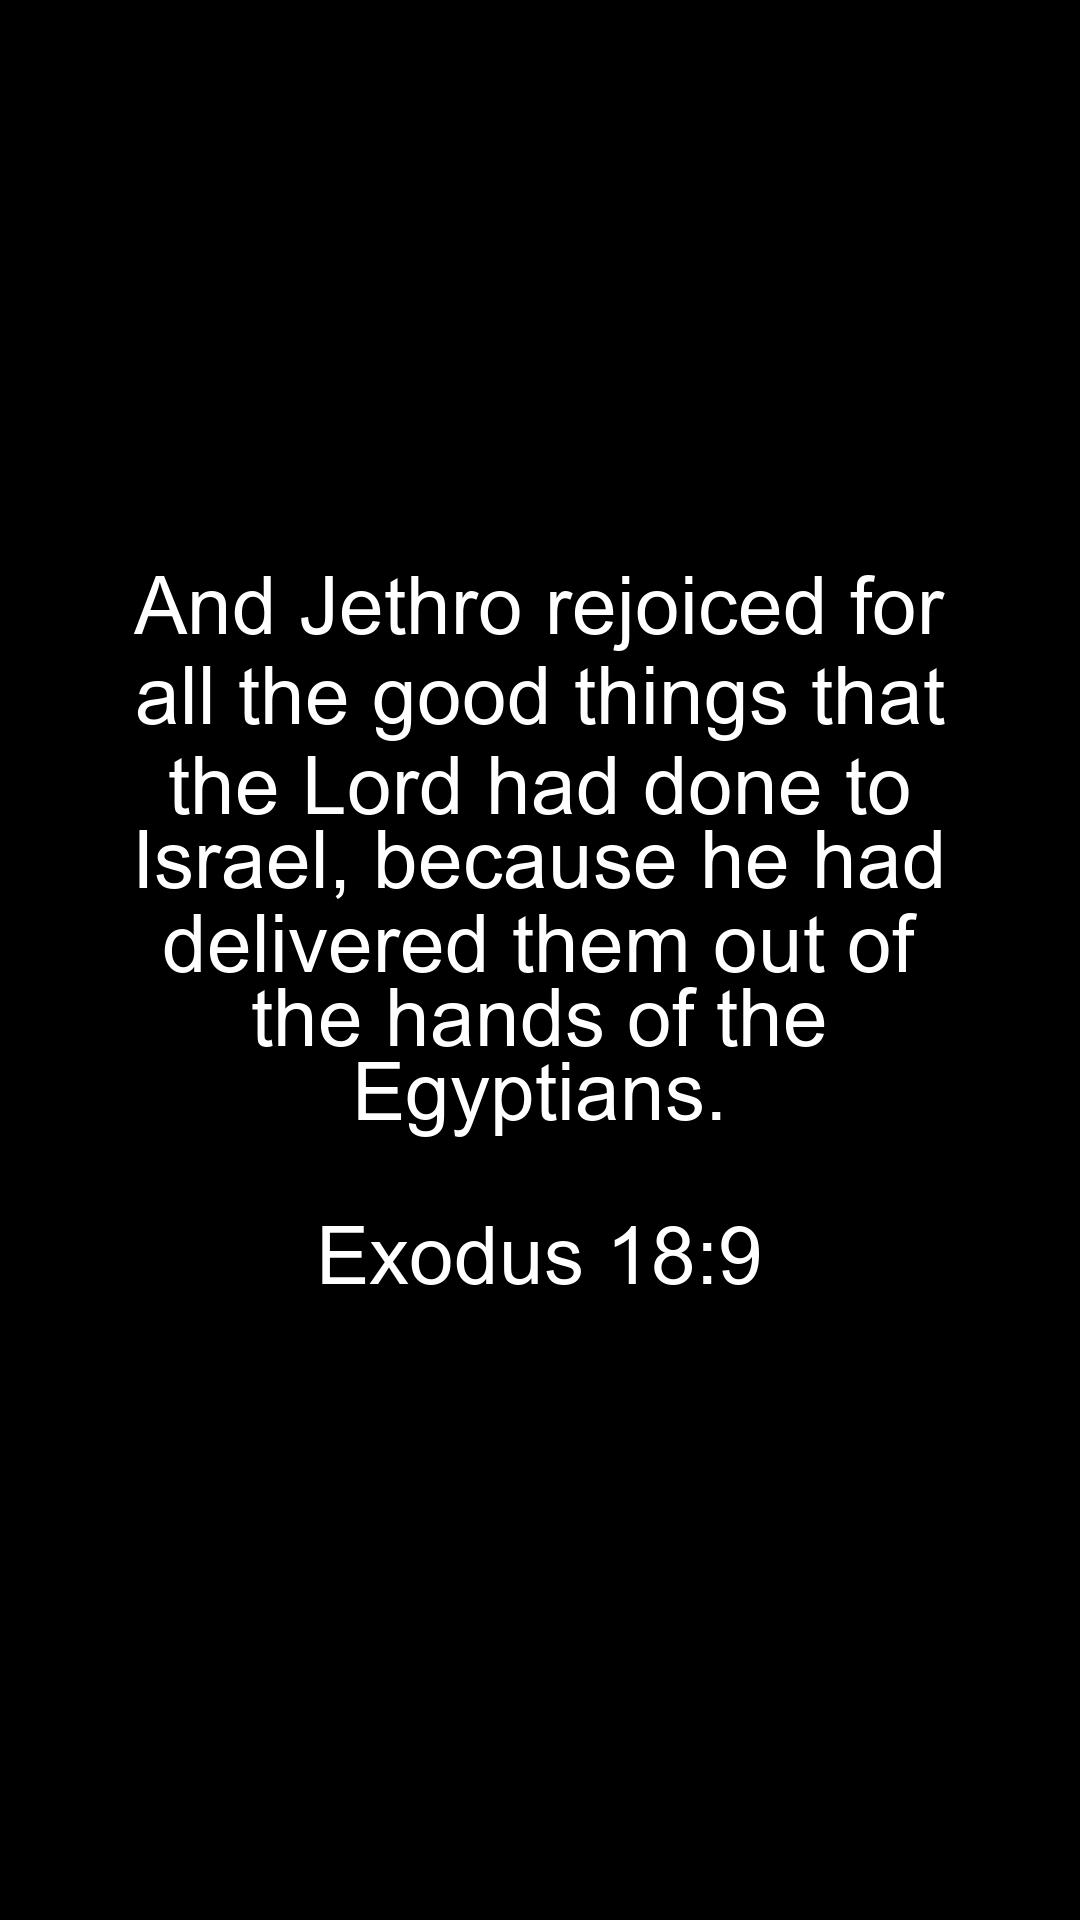 And Jethro rejoiced for
all the good things that
the Lord had done to
Israel, because he had
delivered them out of
the hands of the
Egyptians.
Exodus 18:9